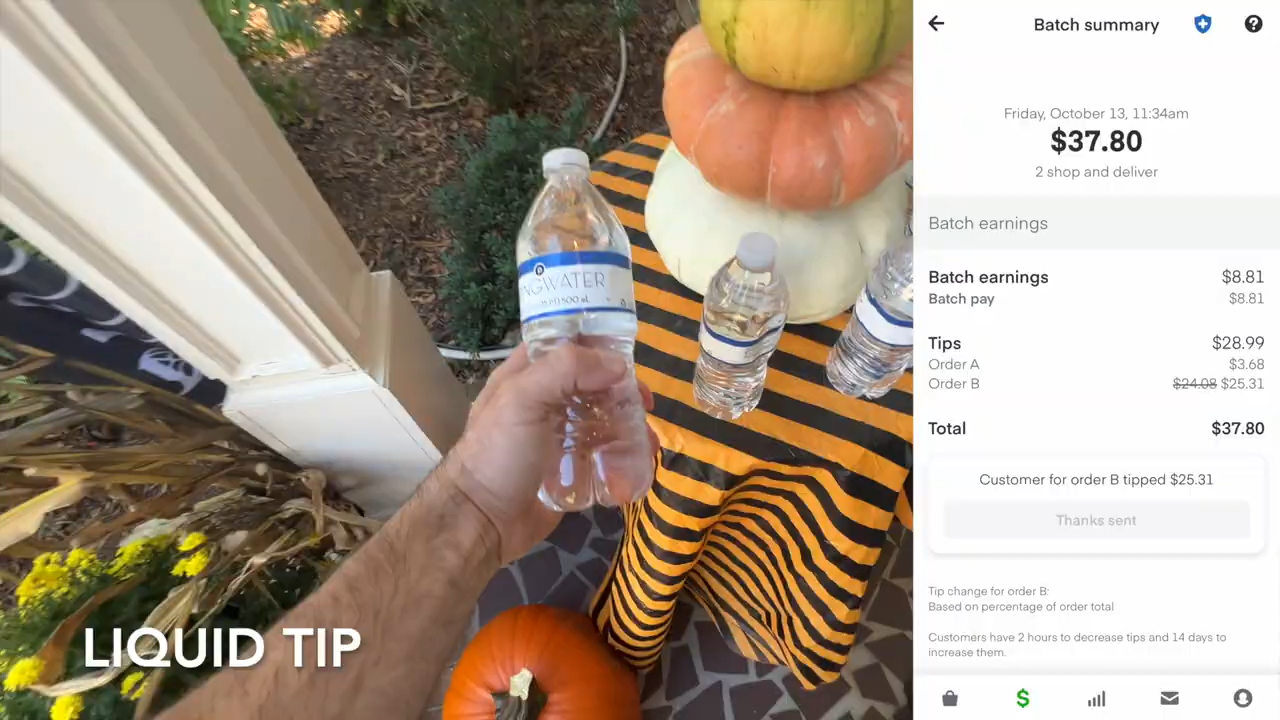 Batch summary
Friday, October 13, 11:34am
$37.80
2 shop and deliver
Batch earnings
Batch earnings $8.81
Batch pay $8.81
Tips $28.99
Order A $3.68
Order B $24.08 $25.31
Total $37.80
Customer for order B tipped $25.31
Thanks sent
Tip change for order B:
Based on percentage of order total
Customers have 2 hours to decrease tips and 14 days to
increase them.
NGWATER
LIQUID TIP